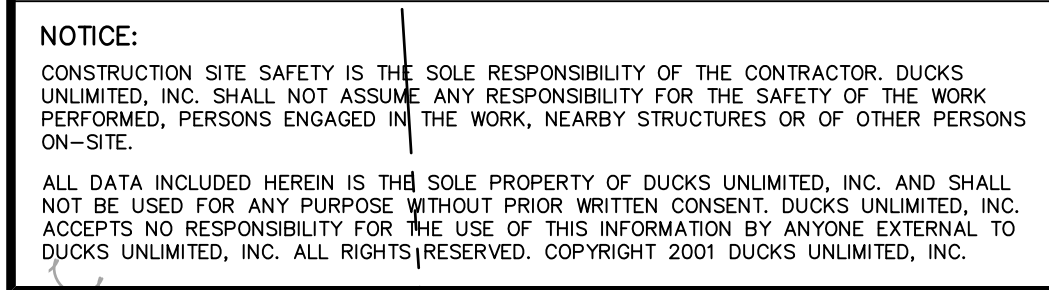 NOTICE:
CONSTRUCTION SITE SAFETY IS THE SOLE RESPONSIBILITY OF THE CONTRACTOR. DUCKS
UNLIMITED, INC. SHALL NOT ASSUME ANY RESPONSIBILITY FOR THE SAFETY OF THE WORK
PERFORMED, PERSONS ENGAGED IN THE WORK, NEARBY STRUCTURES OR OF OTHER PERSONS
ON-SITE.
ALL DATA INCLUDED HEREIN IS THE SOLE PROPERTY OF DUCKS UNLIMITED, INC. AND SHALL
NOT BE USED FOR ANY PURPOSE WITHOUT PRIOR WRITTEN CONSENT. DUCKS UNLIMITED, INC.
ACCEPTS NO RESPONSIBILITY FOR THE USE OF THIS INFORMATION BY ANYONE EXTERNAL TO
DUCKS UNLIMITED, INC. ALL RIGHTS RESERVED. COPYRIGHT 2001 DUCKS UNLIMITED, INC.